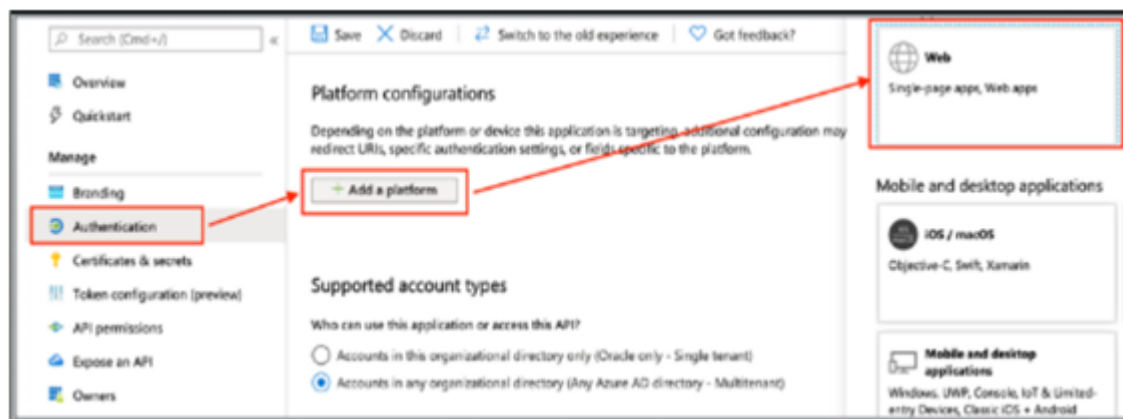 Search (Cmd+/)
«
Overview
Quickstart
Manage
Branding
Authentication
Certificates & secrets
Token configuration (preview)
API permissions
Expose an API
Owners
Save Discard Switch to the old experience Got feedback?
Platform configurations
Depending on the platform or device this application is targeting, additional configuration may
redirect URIs, specific authentication settings, or fields specific to the platform.
+ Add a platform
Supported account types
Who can use this application or access this API?
Accounts in this organizational directory only (Oracle only - Single tenant)
Accounts in any organizational directory (Any Azure AD directory - Multitenant)
Web
Single-page apps, Web apps
Mobile and desktop applications
iOS / macOS
Objective-C, Swift, Xamarin
Mobile and desktop
applications
Windows, UWP, Console, IoT & Limited-
entry Devices, Classic iOS + Android